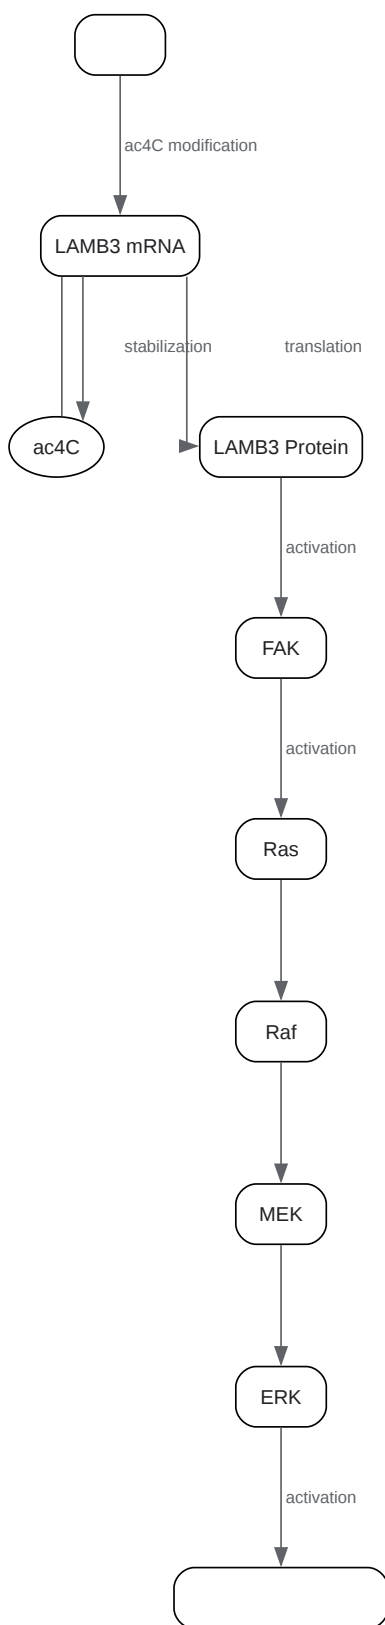 ac4C modification
LAMB3 mRNA
stabilization
translation
ac4C
LAMB3 Protein
activation
FAK
activation
Ras
Raf
MEK
ERK
activation